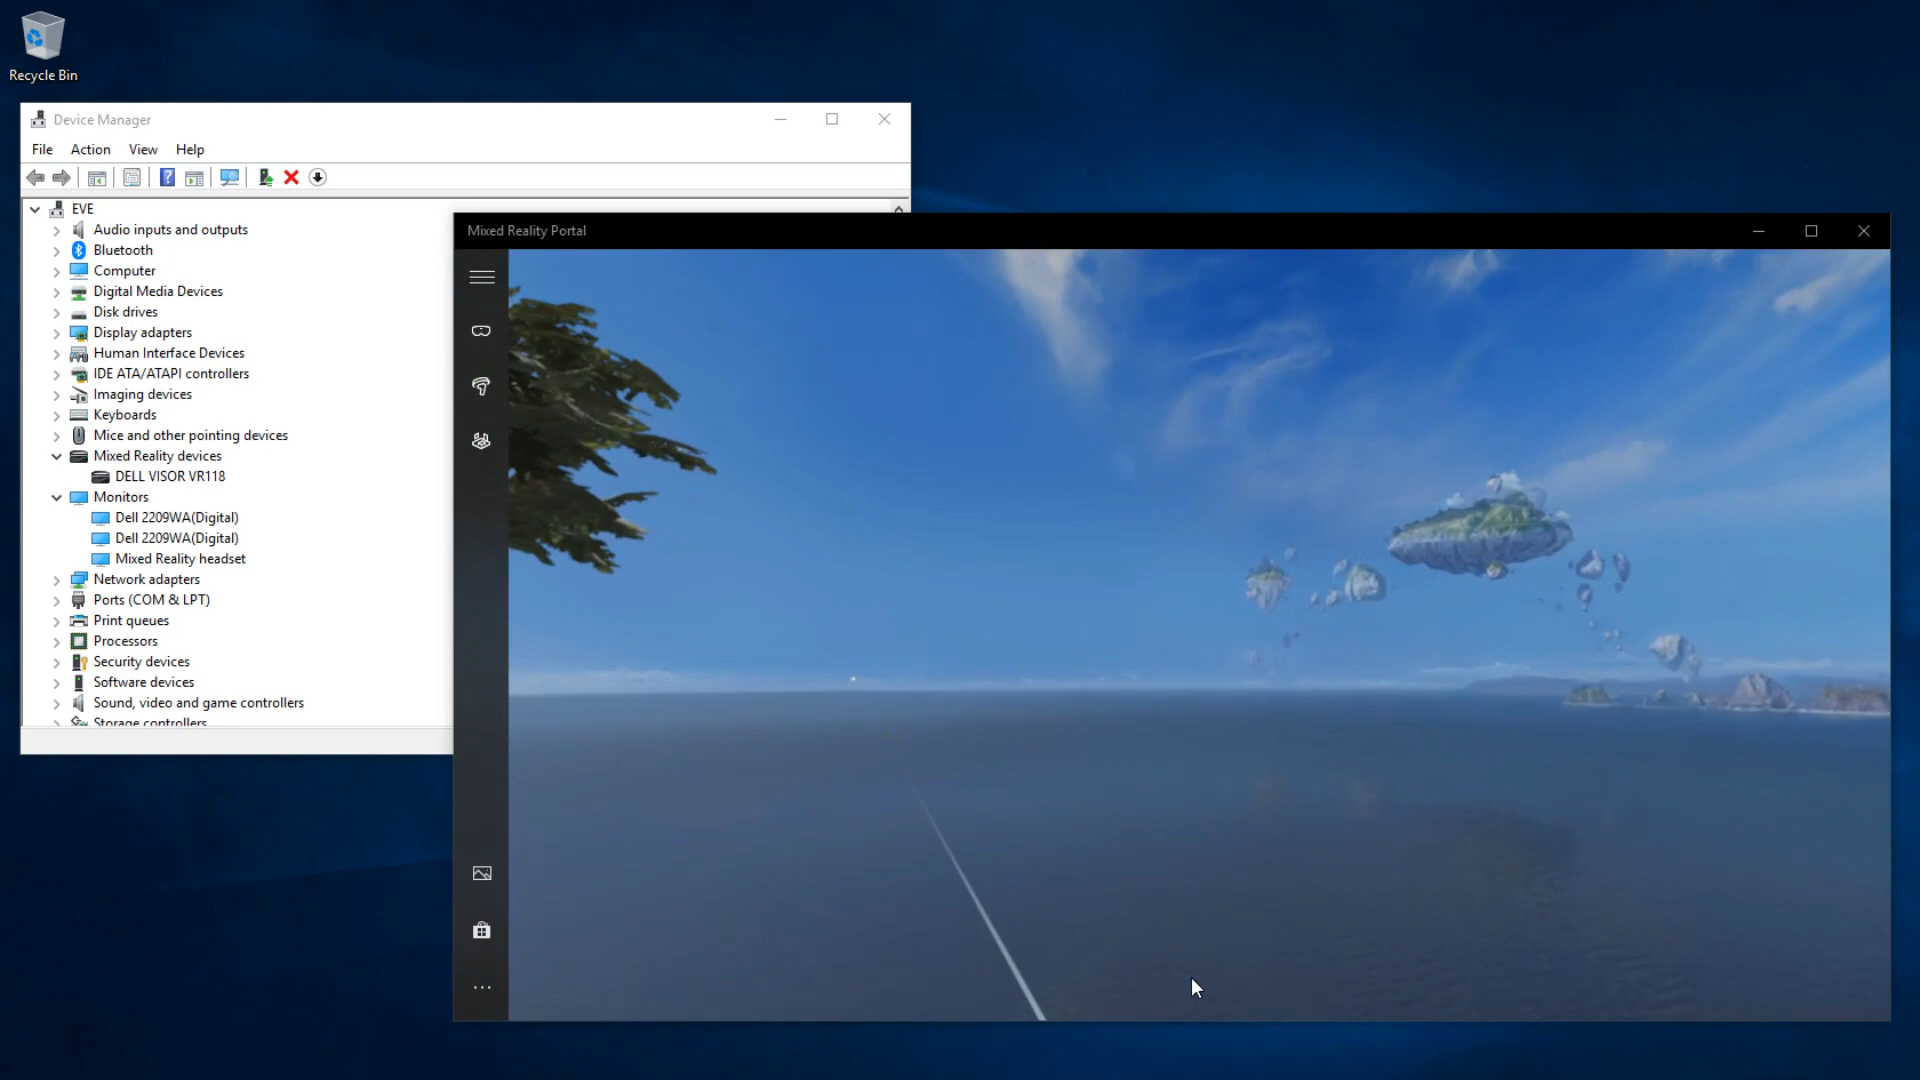 Recycle Bin
Device Manager
File Action View Help
EVE
Audio inputs and outputs
Bluetooth
Computer
Digital Media Devices
Disk drives
Display adapters
Human Interface Devices
IDE ATA/ATAPI controllers
Imaging devices
Keyboards
Mice and other pointing devices
Mixed Reality devices
DELL VISOR VR118
Monitors
Dell 2209WA(Digital)
Dell 2209WA(Digital)
Mixed Reality headset
Network adapters
Ports (COM & LPT)
Print queues
Processors
Security devices
Software devices
Sound, video and game controllers
Storage controllers
Mixed Reality Portal